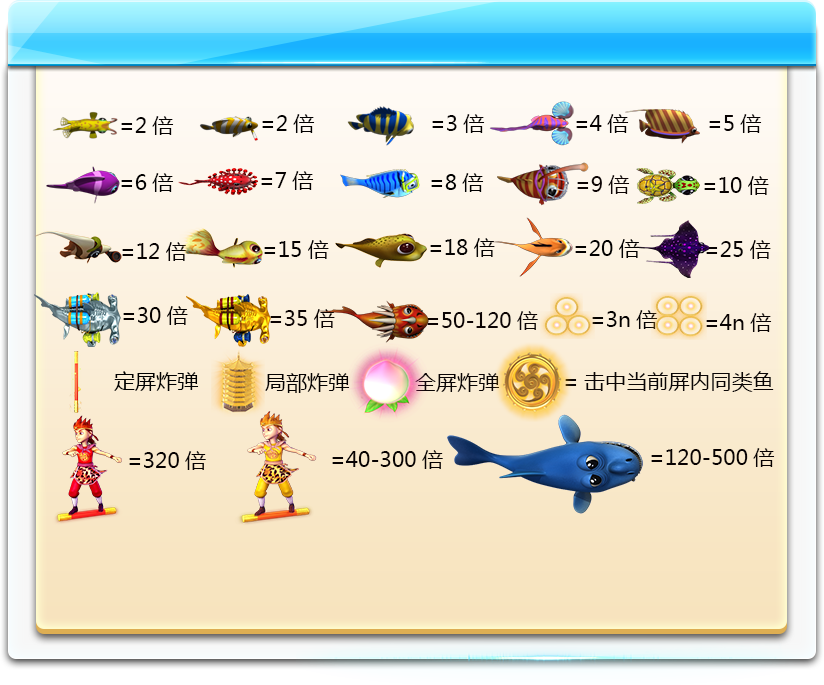 =2 倍 =2 倍 =3 倍 =4 倍 =5 倍
=6 倍 =7 倍 =8 倍 =9 倍 =10 倍
=12 倍 =15 倍 =18 倍 =20 倍 =25 倍
=30 倍 =35 倍 =50-120 倍 =3n 倍 =4n 倍
定屏炸弹 局部炸弹 全屏炸弹 = 击中当前屏内同类鱼
=320 倍 =40-300 倍 =120-500 倍